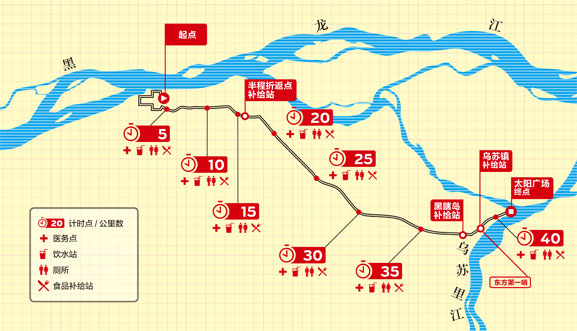 黑
龙
江
起点
半程折返点
补给站
5
10
15
20
25
30
35
40
黑瞎岛
补给站
乌苏镇
补给站
太阳广场
终点
东方第一哨
乌
苏
里
江
20 计时点 / 公里数
医务点
饮水站
厕所
食品补给站